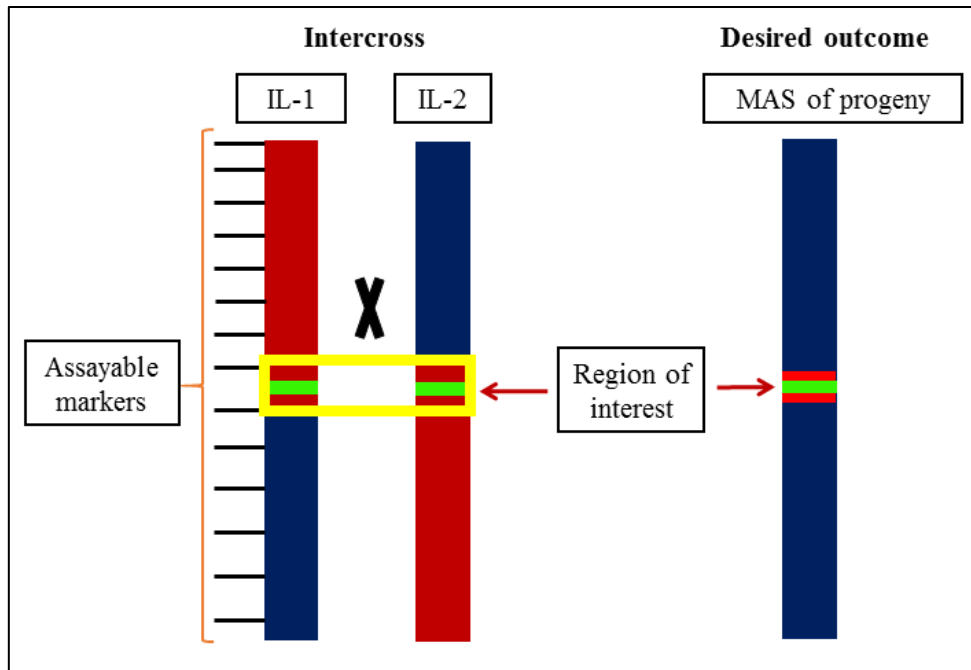 Intercross
Desired outcome
IL-1
IL-2
MAS of progeny
Assayable
markers
Region of
interest